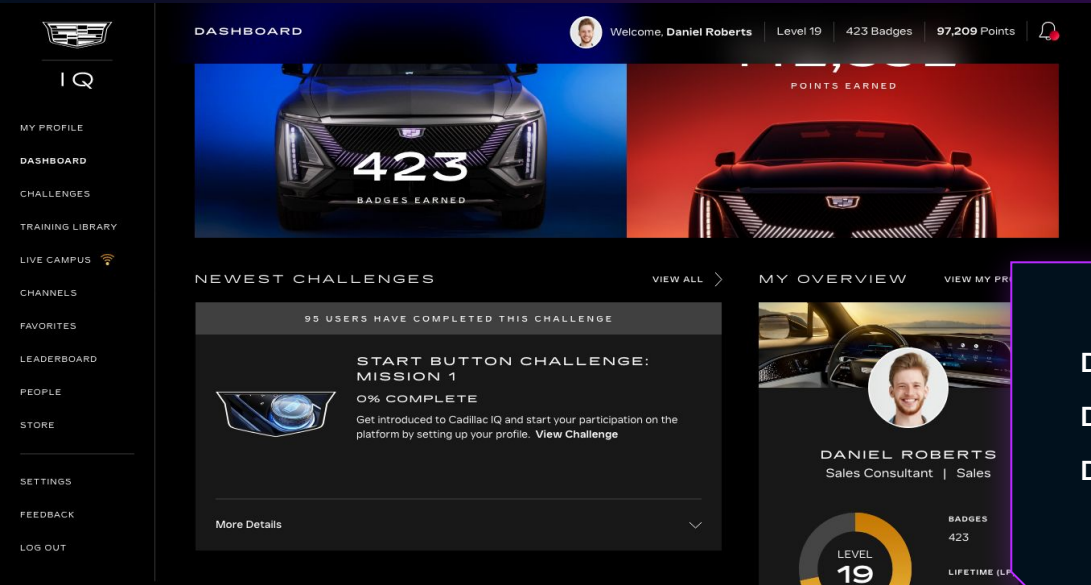 DASHBOARD
Welcome, Daniel Roberts
Level 19
423 Badges
97,209 Points
IQ
MY PROFILE
DASHBOARD
CHALLENGES
TRAINING LIBRARY
LIVE CAMPUS
CHANNELS
FAVORITES
LEADERBOARD
PEOPLE
STORE
SETTINGS
FEEDBACK
LOG OUT
423
BADGES EARNED
POINTS EARNED
NEWEST CHALLENGES
VIEW ALL
95 USERS HAVE COMPLETED THIS CHALLENGE
START BUTTON CHALLENGE:
MISSION 1
0% COMPLETE
Get introduced to Cadillac IQ and start your participation on the
platform by setting up your profile. View Challenge
More Details
MY OVERVIEW
VIEW MY
DANIEL ROBERTS
Sales Consultant | Sales
LEVEL
19
BADGES
423
LIFETIME
D
D
D